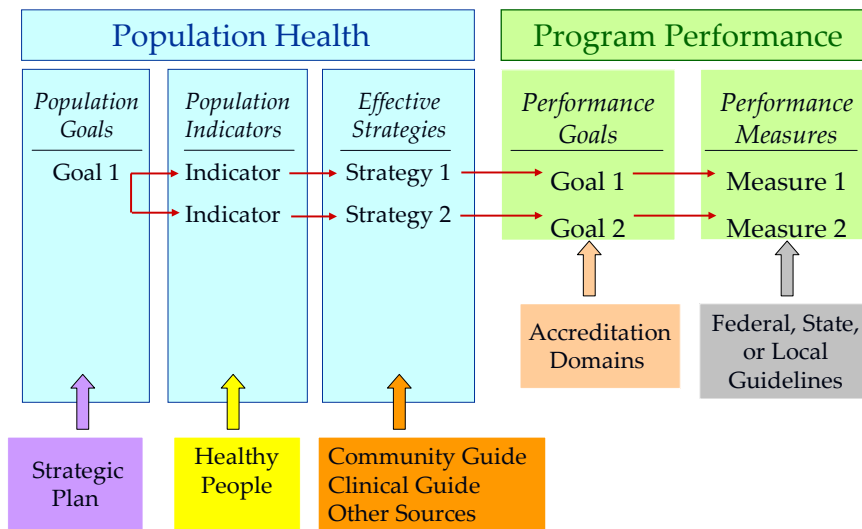 Population Health
Program Performance
Population
Goals
Goal 1
Population
Indicators
Indicator
Indicator
Effective
Strategies
Strategy 1
Strategy 2
Performance
Goals
Goal 1
Goal 2
Performance
Measures
Measure 1
Measure 2
Accreditation
Domains
Federal, State,
or Local
Guidelines
Strategic
Plan
Healthy
People
Community Guide
Clinical Guide
Other Sources